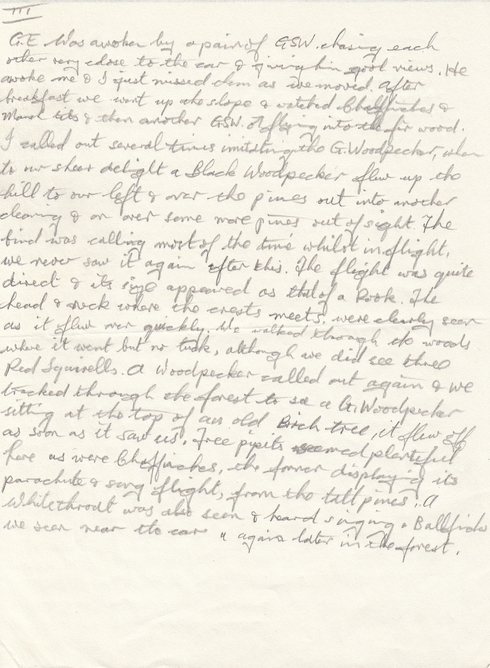 III
G.E. was awoken by a pair of GSW. chasing each
other very close to the car & giving him good views. He
awoke me & I just missed them as we moved. After
breakfast we went up the slope & watched Chaffinches &
Marsh tits & then another GSW. flying into the fir wood.
I called out several times imitating the G. Woodpecker, when
to our sheer delight a Black Woodpecker flew up the
hill to our left & over the pines out into another
clearing & on over some more pines out of sight. The
bird was calling most of the time whilst in flight,
we never saw it again after this. The flight was quite
direct & its size appeared as that of a Rook. The
head & neck where the crests meets, were clearly seen
as it flew over quickly. We walked through the woods
where it went but no luck, although we did see three
Red Squirrells. A Woodpecker called out again & we
tracked through the forest to see a G. Woodpecker
sitting at the top of an old Birch tree, it flew off
as soon as it saw us, Tree pipits seemed plentiful
here as were Chaffinches, the former displaying its
parachute & song flight, from the tall pines. A
Whitethroat was also seen & heard singing & Bullfinches
we seen near the car & again later in the forest.